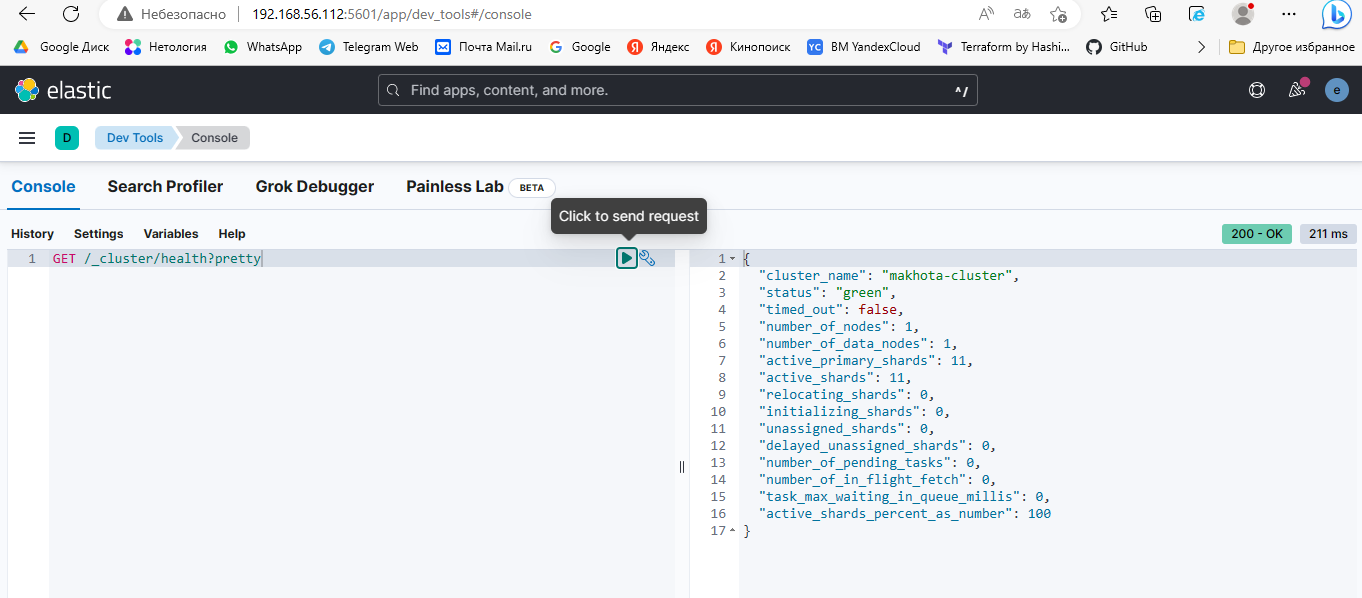 Небезопасно 192.168.56.112:5601/app/dev_tools#/console
Google Диск Нетология WhatsApp Telegram Web Почта Mail.ru Google Яндекс Кинопоиск YC BM YandexCloud Terraform by Hashi... GitHub Другое избранное
elastic Find apps, content, and more. ^/ e
D Dev Tools Console
Console Search Profiler Grok Debugger Painless Lab BETA
Click to send request
History Settings Variables Help 200 - OK 211 ms
1 GET /_cluster/health?pretty
1 {
2 "cluster_name": "makhota-cluster",
3 "status": "green",
4 "timed_out": false,
5 "number_of_nodes": 1,
6 "number_of_data_nodes": 1,
7 "active_primary_shards": 11,
8 "active_shards": 11,
9 "relocating_shards": 0,
10 "initializing_shards": 0,
11 "unassigned_shards": 0,
12 "delayed_unassigned_shards": 0,
13 "number_of_pending_tasks": 0,
14 "number_of_in_flight_fetch": 0,
15 "task_max_waiting_in_queue_millis": 0,
16 "active_shards_percent_as_number": 100
17 }